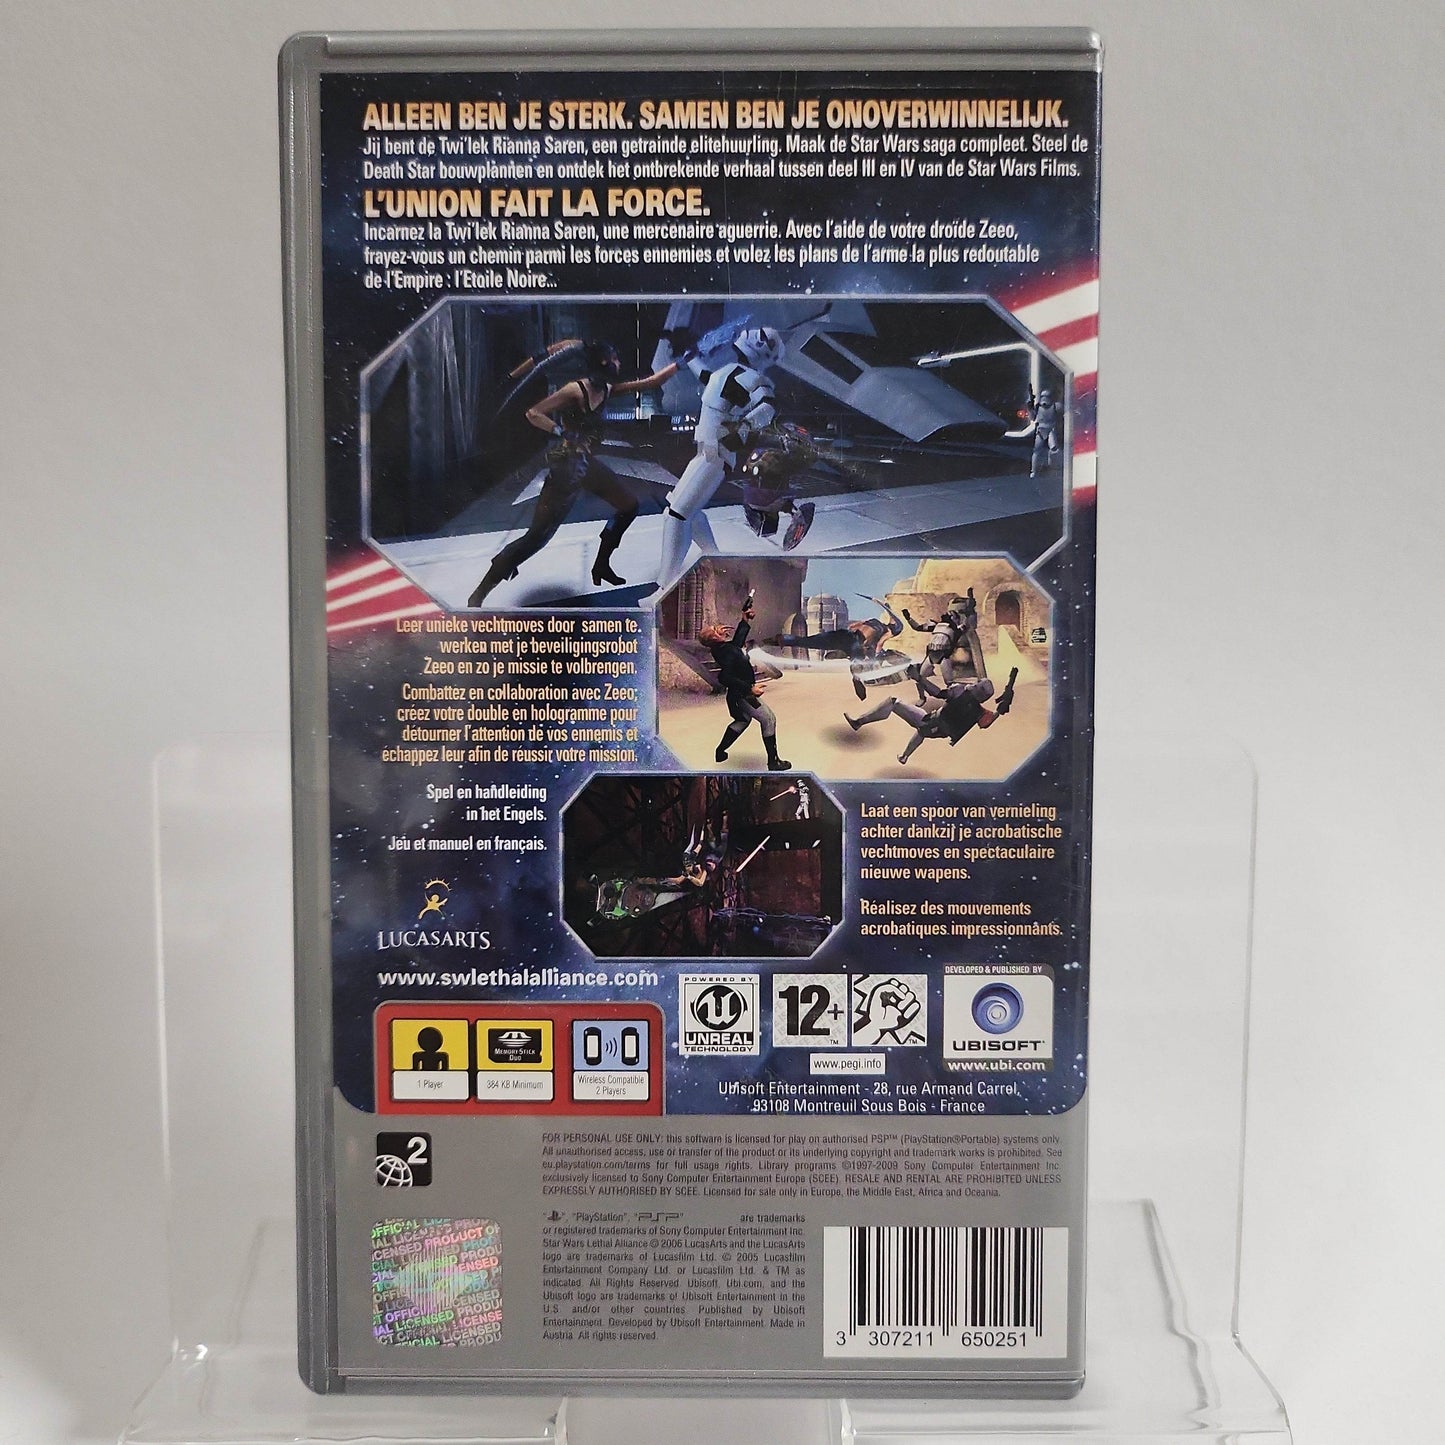 ALLEEN BEN JE STERK. SAMEN BEN JE ONOVERWINNELIJK.
Jij bent de Twi'lek Rianna Saren, een getrainde elitehuurling. Maak de Star Wars saga compleet. Steel de
Death Star bouwplannen en ontdek het ontbrekende verhaal tussen deel III en IV van de Star Wars Films.
L'UNION FAIT LA FORCE.
Incarnez la Twi'lek Rianna Saren, une mercenaire aguerrie. Avec l'aide de votre droïde Zeeo,
frayez-vous un chemin parmi les forces ennemies et volez les plans de l'arme la plus redoutable
de l'Empire : l'Etoile Noire...
Leer unieke vechtmoves door samen te
werken met je beveiligingsrobot
Zeeo en zo je missie te volbrengen.
Combattez en collaboration avec Zeeo;
créez votre double en hologramme pour
détourner l'attention de vos ennemis et
échappez leur afin de réussir votre mission.
Spel en handleiding
in het Engels.
Jeu et manuel en français.
Laat een spoor van vernieling
achter dankzij je acrobatische
vechtmoves en spectaculaire
nieuwe wapens.
Réalisez des mouvements
acrobatiques impressionnants.
LUCASARTS
www.swlethalalliance.com
POWERED BY
UNREAL
TECHNOLOGY
12+
TM
TM
www.pegi.info
DEVELOPED & PUBLISHED BY
UBISOFT
www.ubi.com
1 Player
MEMORY STICK
DUO
384 KB Minimum
Wireless Compatible
2 Players
Ubisoft Entertainment - 28, rue Armand Carrel,
93108 Montreuil Sous Bois - France
2
FOR PERSONAL USE ONLY: this software is licensed for play on authorised PSP™ (PlayStation®Portable) systems only.
All unauthorised access, use or transfer of the product or its underlying copyright and trademark works is prohibited. See
eu.playstation.com/terms for full usage rights. Library programs ©1997-2009 Sony Computer Entertainment Inc.
exclusively licensed to Sony Computer Entertainment Europe (SCEE). RESALE AND RENTAL ARE PROHIBITED UNLESS
EXPRESSLY AUTHORISED BY SCEE. Licensed for sale only in Europe, the Middle East, Africa and Oceania.
"PlayStation", "PSP" are trademarks
or registered trademarks of Sony Computer Entertainment Inc.
Star Wars Lethal Alliance © 2006 LucasArts and the LucasArts
logo are trademarks of Lucasfilm Ltd. © 2005 Lucasfilm
Entertainment Company Ltd. or Lucasfilm Ltd. & TM as
indicated. All Rights Reserved. Ubisoft, Ubi.com, and the
Ubisoft logo are trademarks of Ubisoft Entertainment in the
U.S. and/or other countries. Published by Ubisoft
Entertainment. Developed by Ubisoft Entertainment. Made in
Austria. All rights reserved.
OFFICIAL LICENSED PRODUCT
3 307211 650251